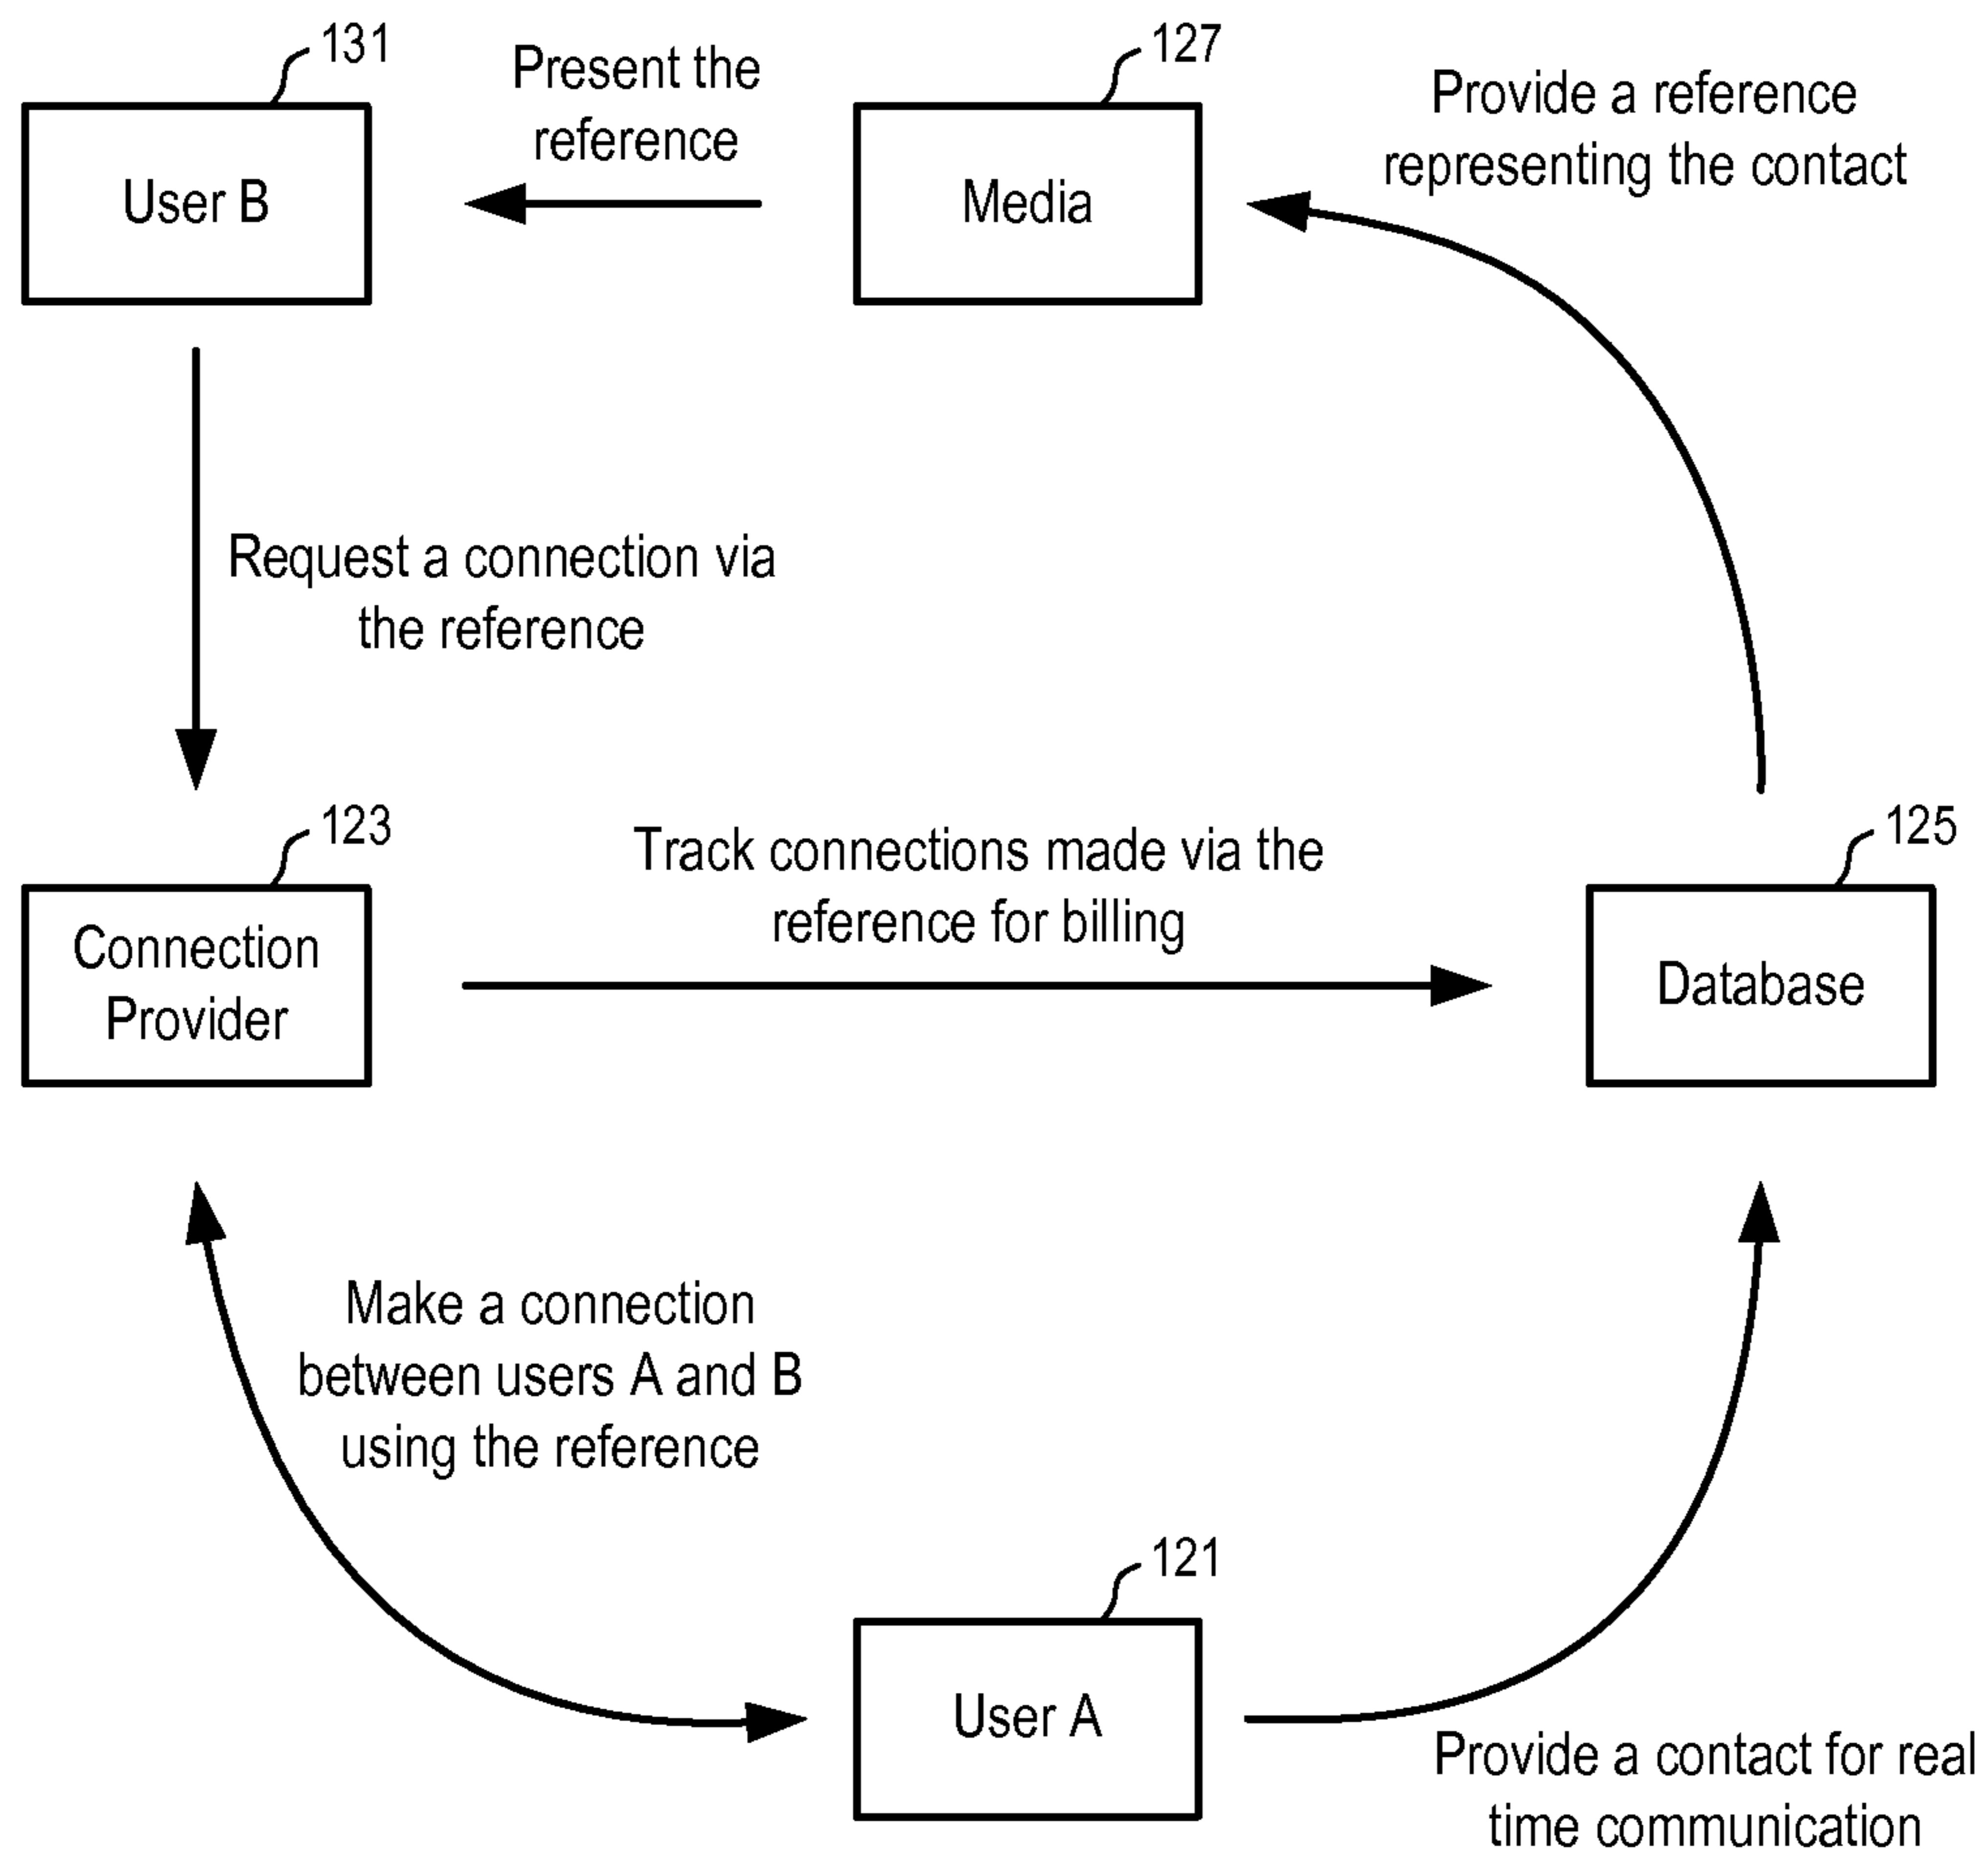 131
Present the
reference
127
Provide a reference
representing the contact
User B
Media
Request a connection via
the reference
123
Track connections made via the
reference for billing
125
Connection
Provider
Database
Make a connection
between users A and B
using the reference
121
User A
Provide a contact for real
time communication